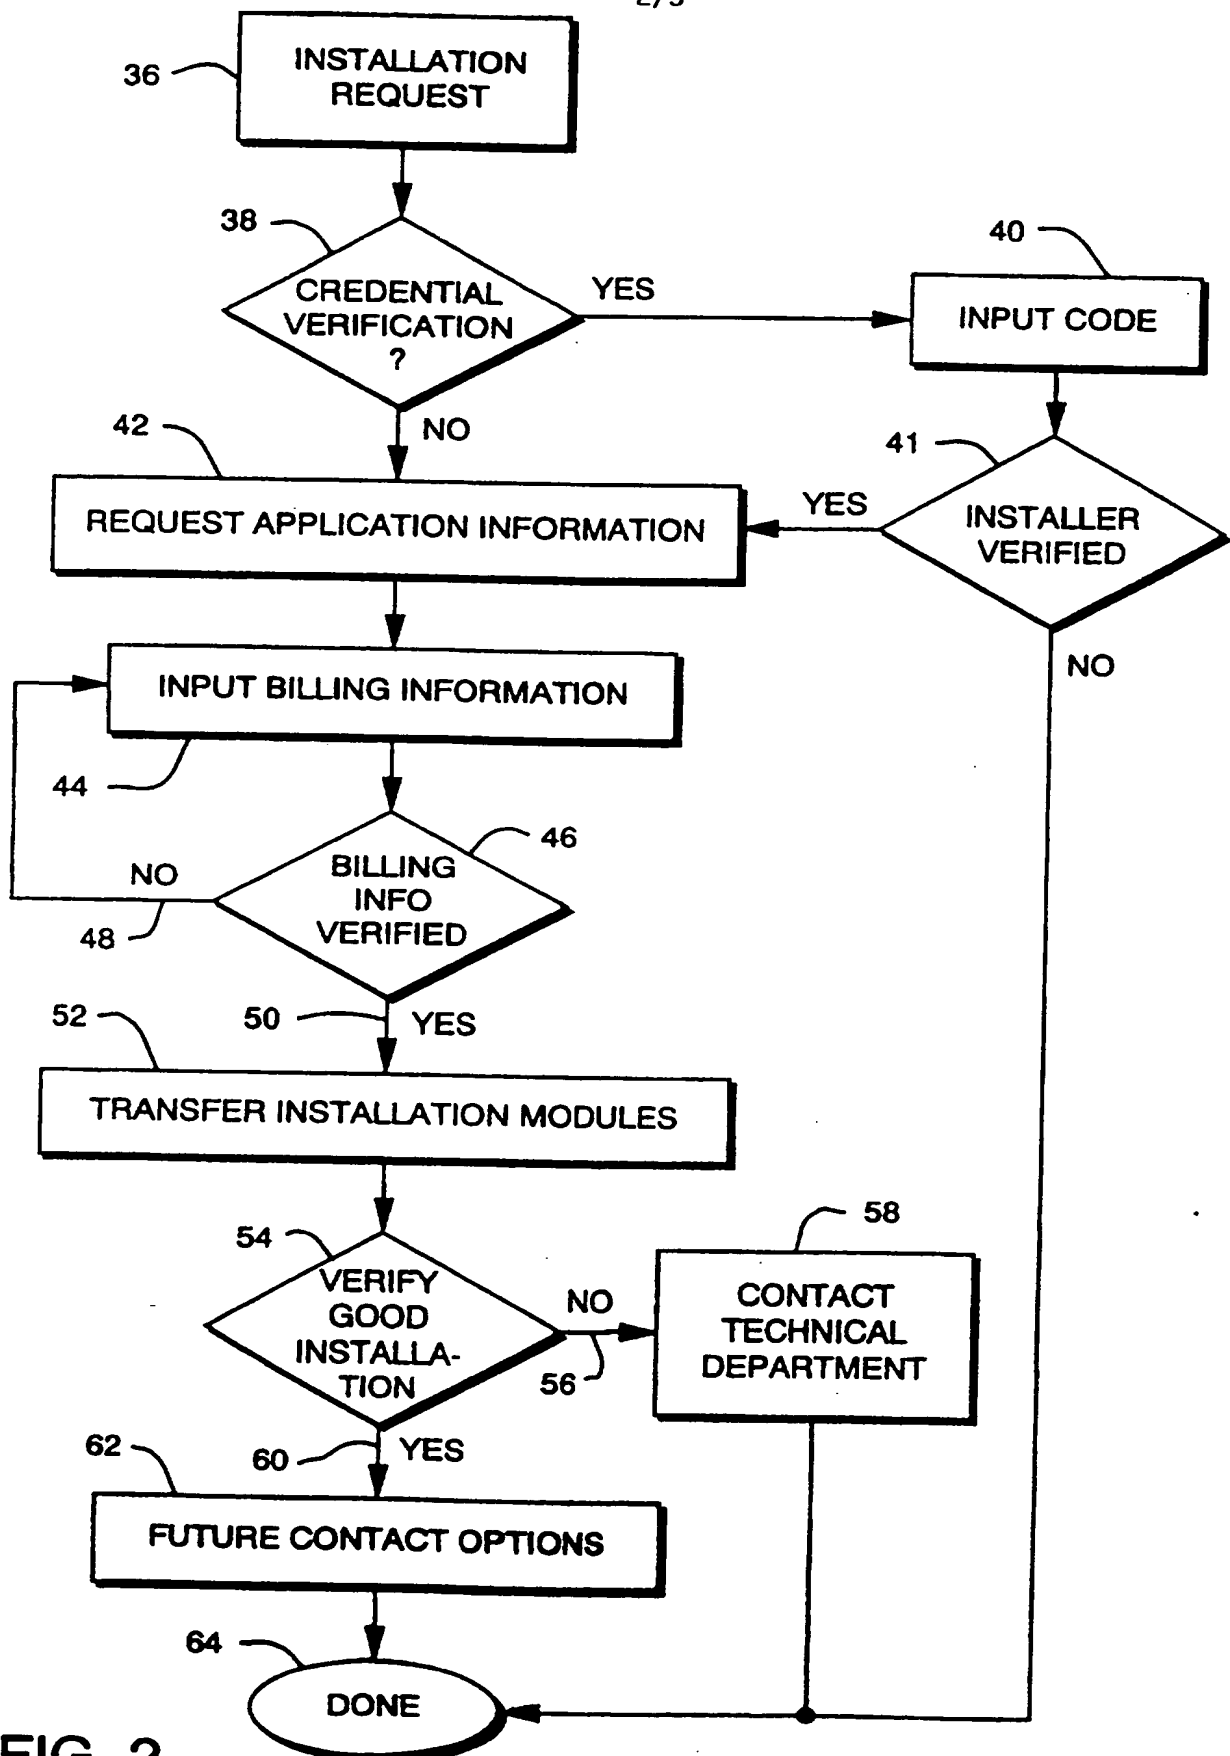 INSTALLATION
REQUEST
36
38
CREDENTIAL
VERIFICATION
?
YES
40
INPUT CODE
NO
42
41
REQUEST APPLICATION INFORMATION
YES
INSTALLER
VERIFIED
NO
INPUT BILLING INFORMATION
44
46
BILLING
INFO
VERIFIED
NO
48
50
YES
52
TRANSFER INSTALLATION MODULES
54
VERIFY
GOOD
INSTALLA-
TION
NO
56
58
CONTACT
TECHNICAL
DEPARTMENT
60
YES
62
FUTURE CONTACT OPTIONS
64
DONE
FIG. 2